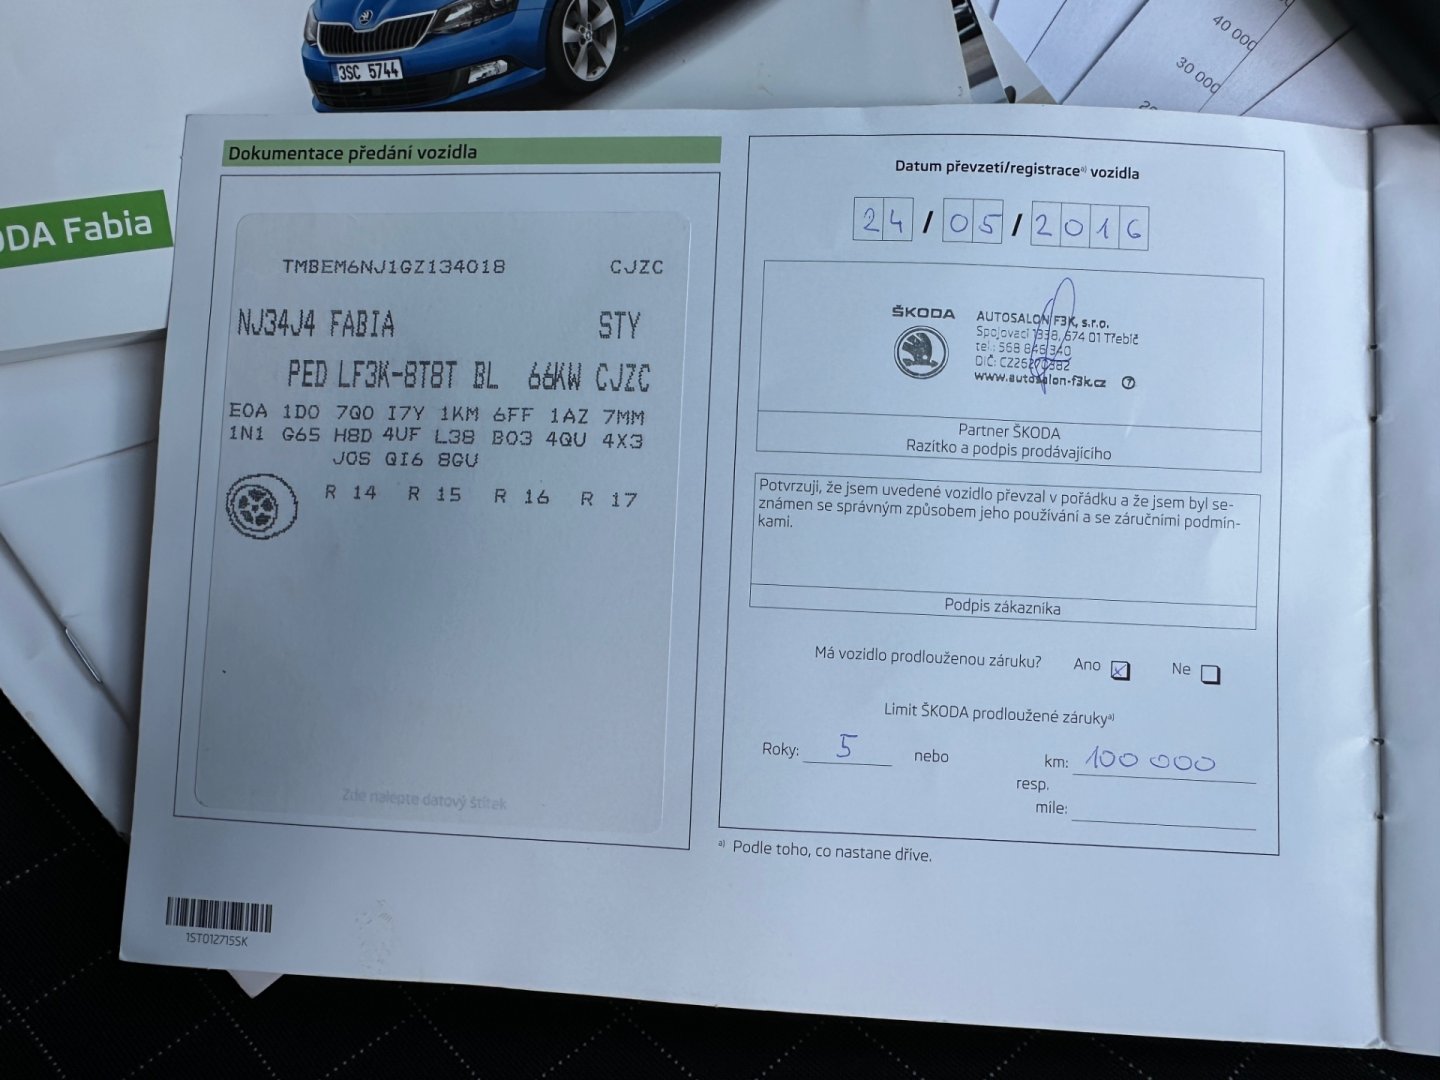 3SC 5744
40 000
30 000
ODA Fabia
Dokumentace předání vozidla
TMBEM6NJ1GZ134018 CJZC
NJ34J4 FABIA STY
PED LF3K-8T8T BL 66KW CJZC
E0A 1D0 7Q0 I7Y 1KM 6FF 1AZ 7MM
1N1 G65 H8D 4UF L38 B03 4QU 4X3
J0S QI6 8GU
R 14 R 15 R 16 R 17
Zde nalepte datový štítek
1ST012715SK
Datum převzetí/registrace a) vozidla
24/05/2016
ŠKODA
AUTOSALON F3K, s.r.o.
Spojovací 1338, 674 01 Třebíč
tel.: 568 846 340
DIČ:
www.autosalon-f3k.cz 7
Partner ŠKODA
Razítko a podpis prodávajícího
Potvrzuji, že jsem uvedené vozidlo převzal v pořádku a že jsem byl se-
známen se správným způsobem jeho používání a se záručními podmín-
kami.
Podpis zákazníka
Má vozidlo prodlouženou záruku? Ano x Ne
Limit ŠKODA prodloužené záruky a)
Roky: 5 nebo km: 100 000
resp.
míle:
a) Podle toho, co nastane dříve.